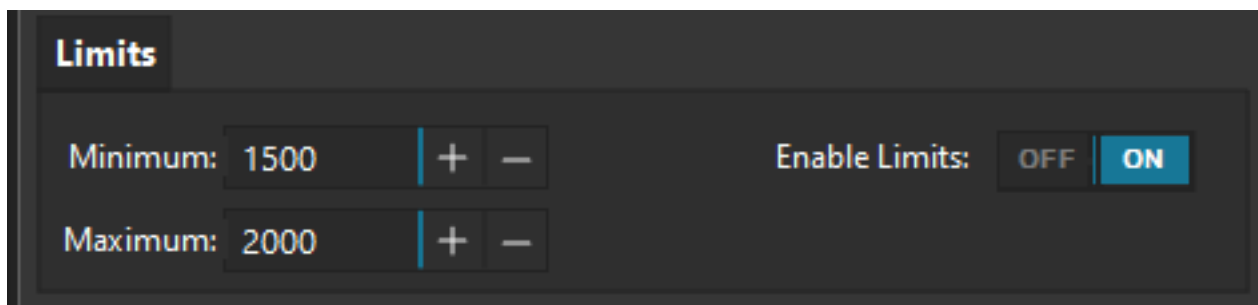 Limits
Minimum: 1500 + − Enable Limits: OFF ON
Maximum: 2000 + −